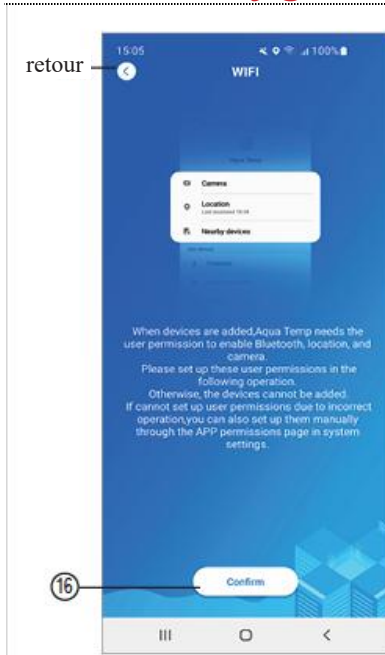 15:05
100%
retour
WIFI
Aqua Temp
Camera
Location
Nearby devices
When devices are added,Aqua Temp needs the
user permission to enable Bluetooth, location, and
camera.
Please set up these user permissions in the
following operation.
Otherwise, the devices cannot be added.
If cannot set up user permissions due to incorrect
operation,you can also set up them manually
through the APP permissions page in system
settings.
16
Confirm